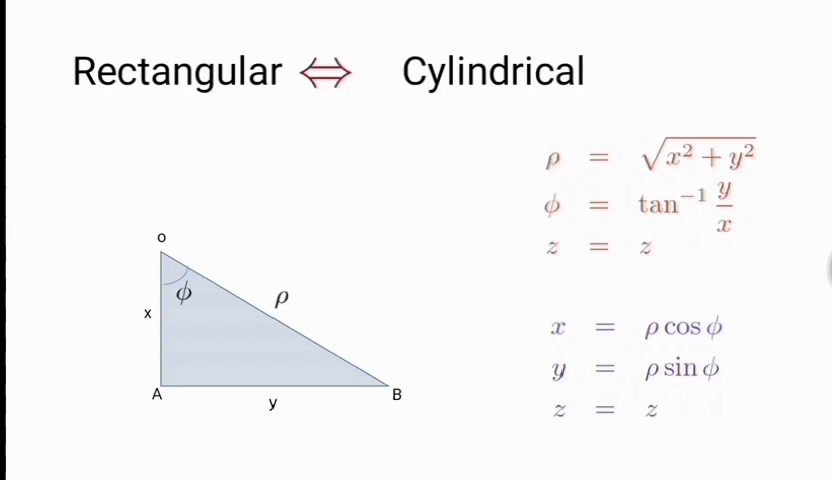 Rectangular ⇔ Cylindrical
ρ = √(x² + y²)
ϕ = tan⁻¹ y/x
z = z
o
x
ϕ
ρ
A
y
B
x = ρ cos ϕ
y = ρ sin ϕ
z = z